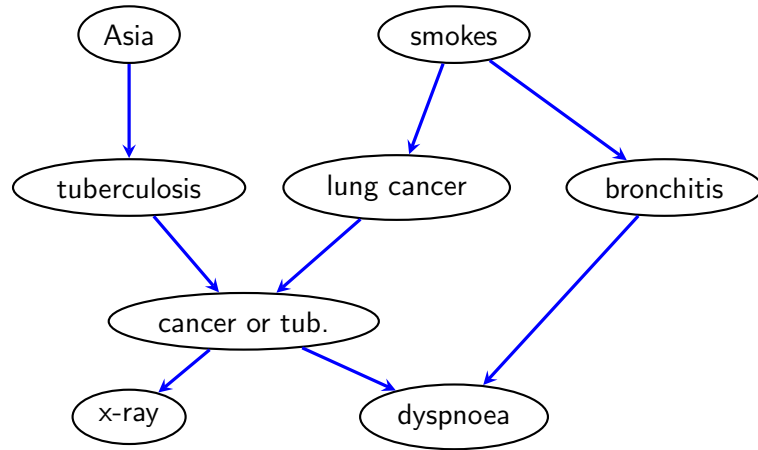 Asia
smokes
tuberculosis
lung cancer
bronchitis
cancer or tub.
x-ray
dyspnoea